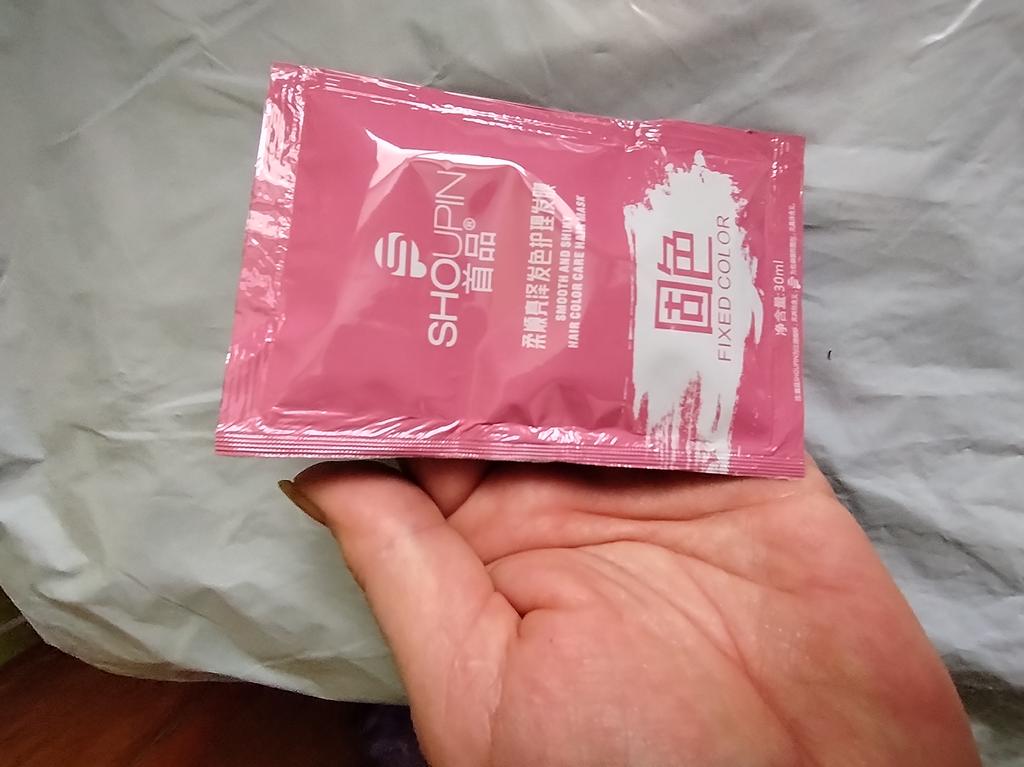 SHOUPIN
首品®
柔顺亮泽发色护理发膜
SMOOTH AND SHINY
HAIR COLOR CARE HAIR MASK
固色
FIXED COLOR
净含量:30ml